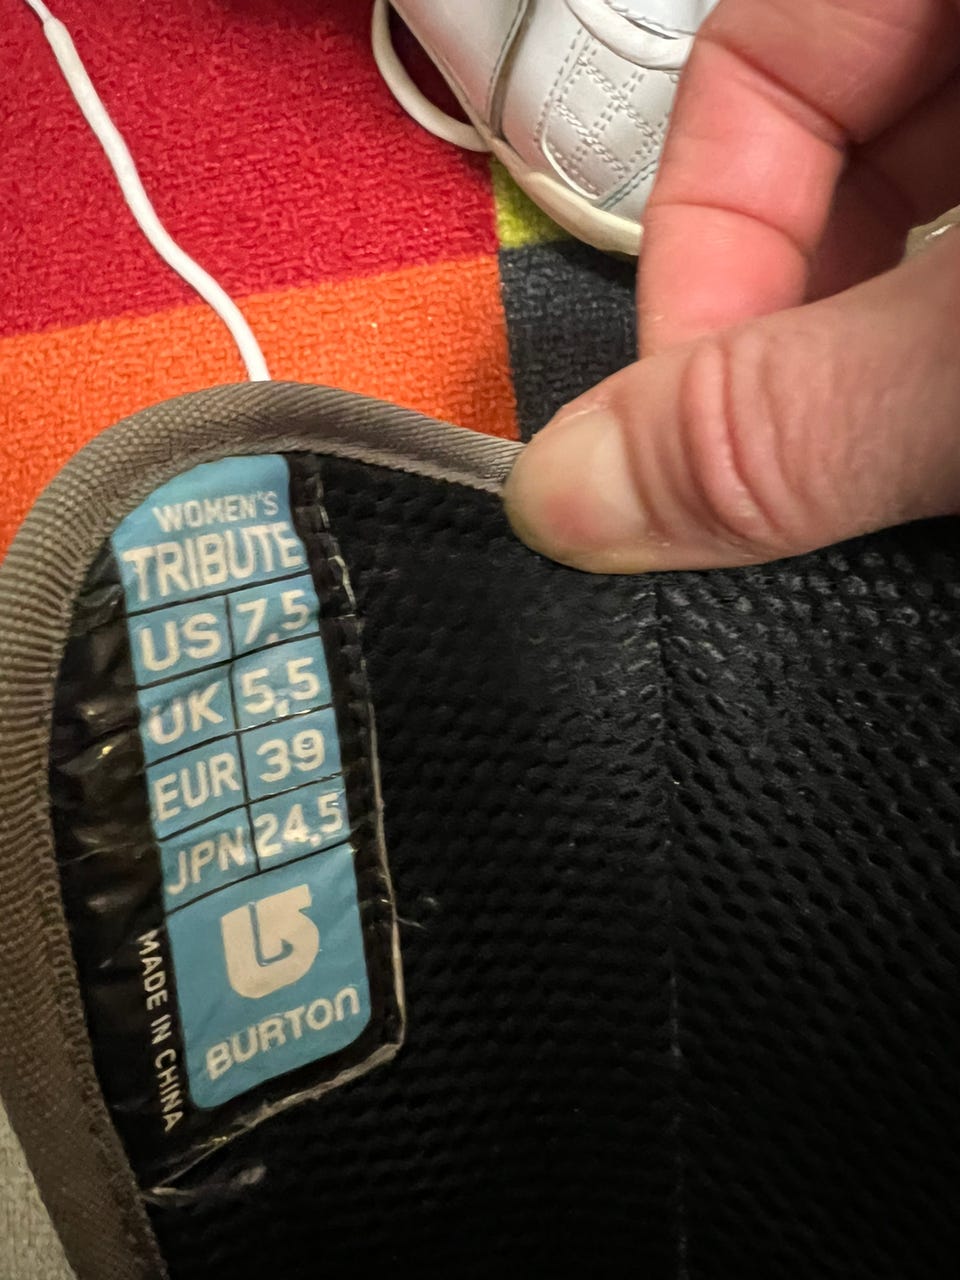 WOMEN'S
TRIBUTE
US 7,5
UK 5,5
EUR 39
JPN 24,5
BURTON
MADE IN CHINA